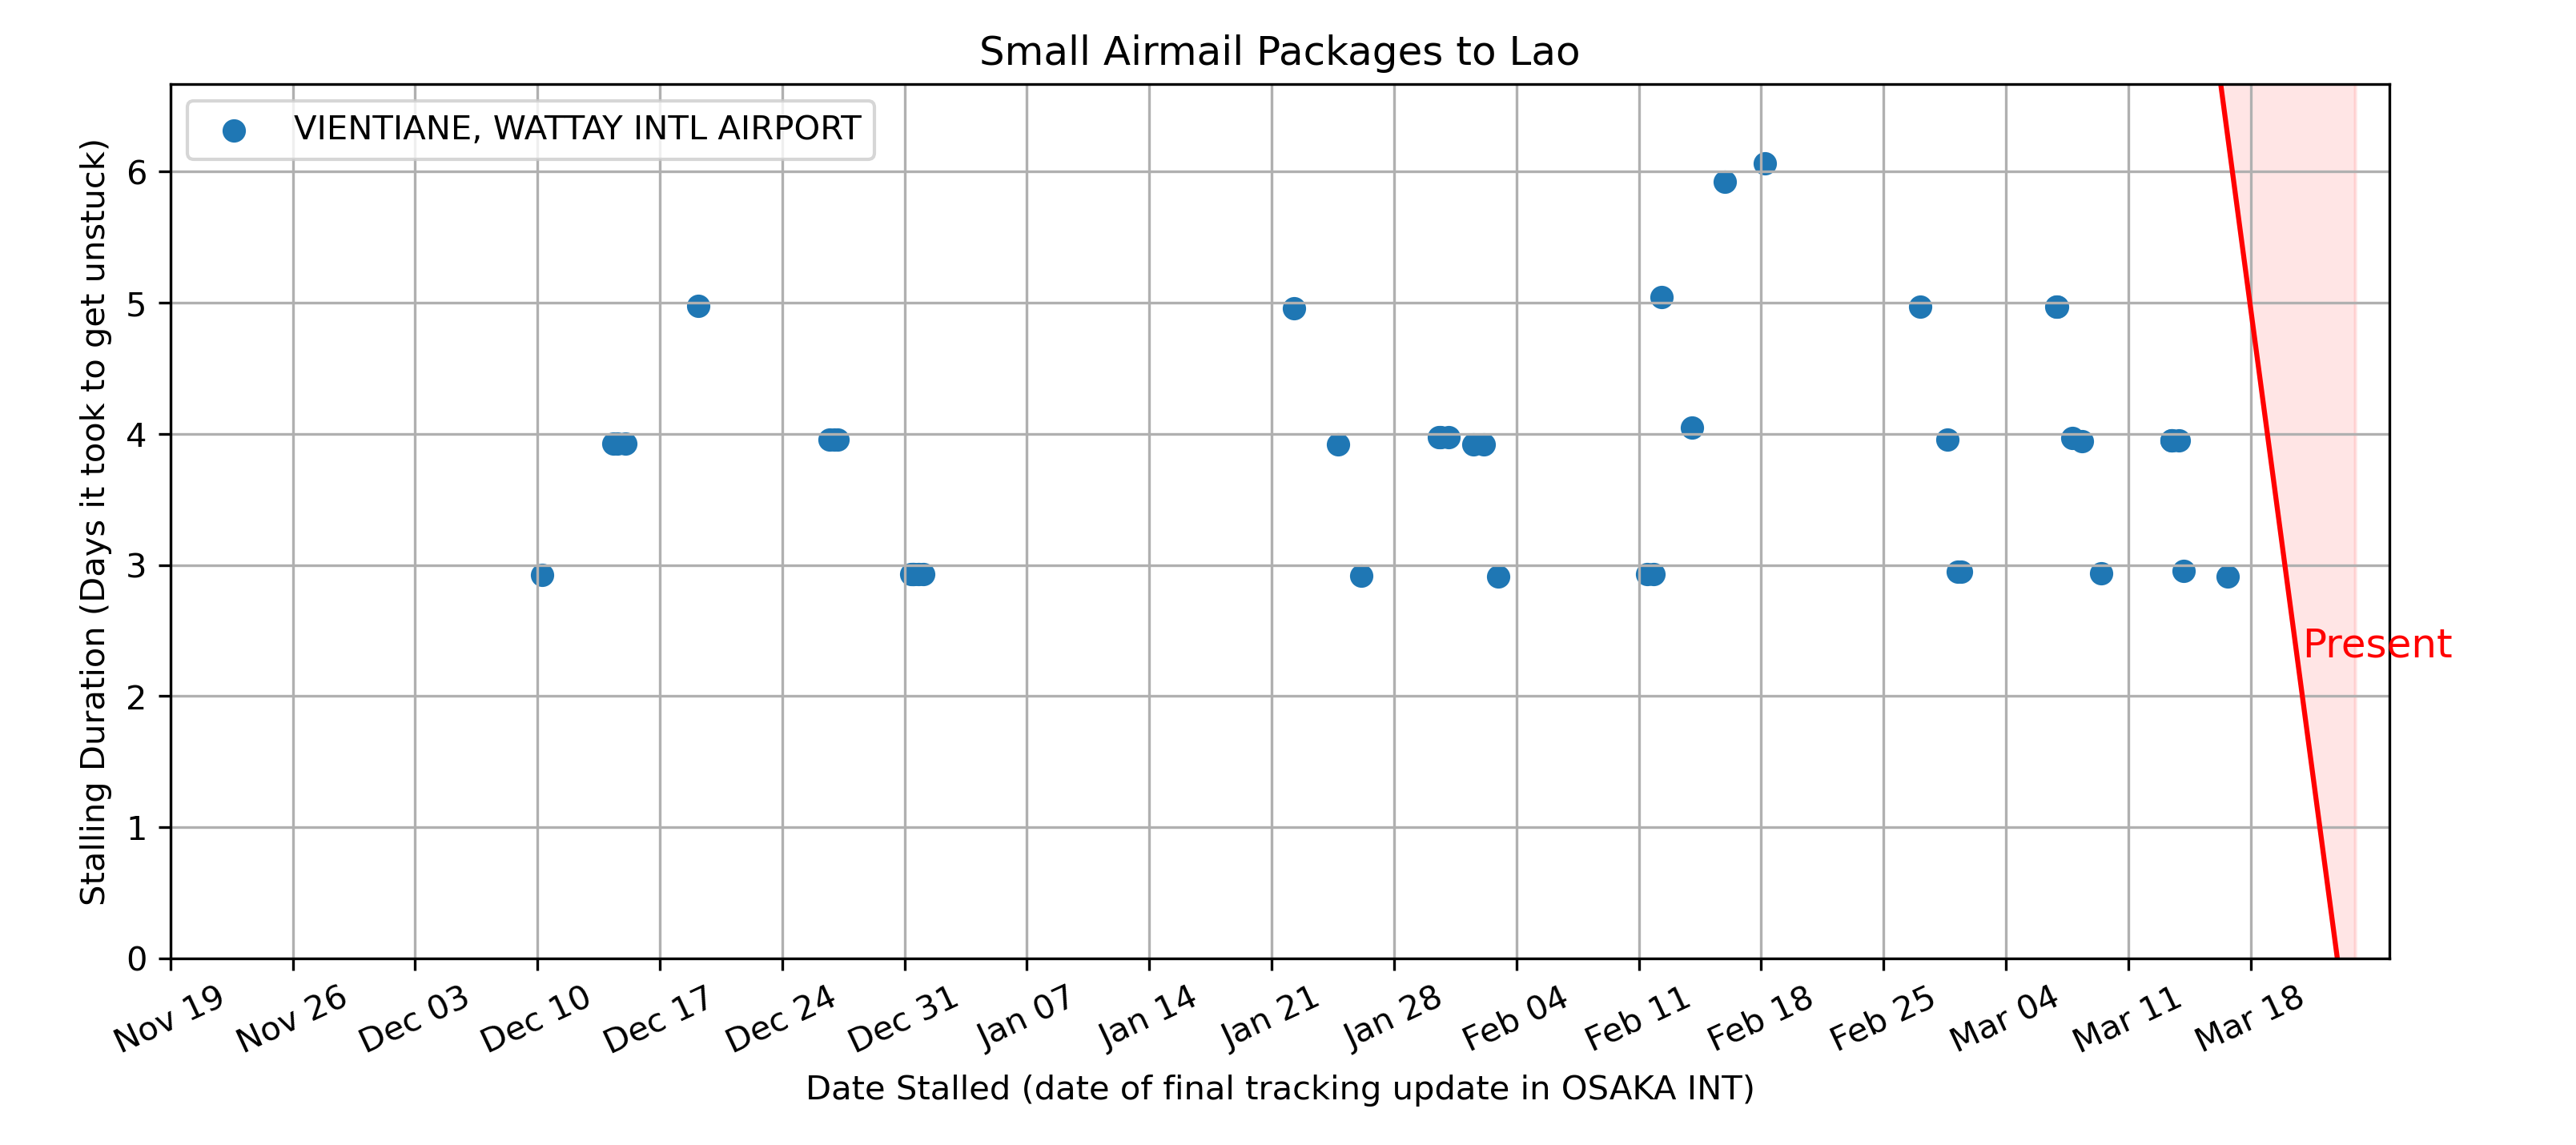 Small Airmail Packages to Lao
VIENTIANE, WATTAY INTL AIRPORT
Stalling Duration (Days it took to get unstuck)
6
5
4
3
2
1
0
Present
Nov 19
Nov 26
Dec 03
Dec 10
Dec 17
Dec 24
Dec 31
Jan 07
Jan 14
Jan 21
Jan 28
Feb 04
Feb 11
Feb 18
Feb 25
Mar 04
Mar 11
Mar 18
Date Stalled (date of final tracking update in OSAKA INT)